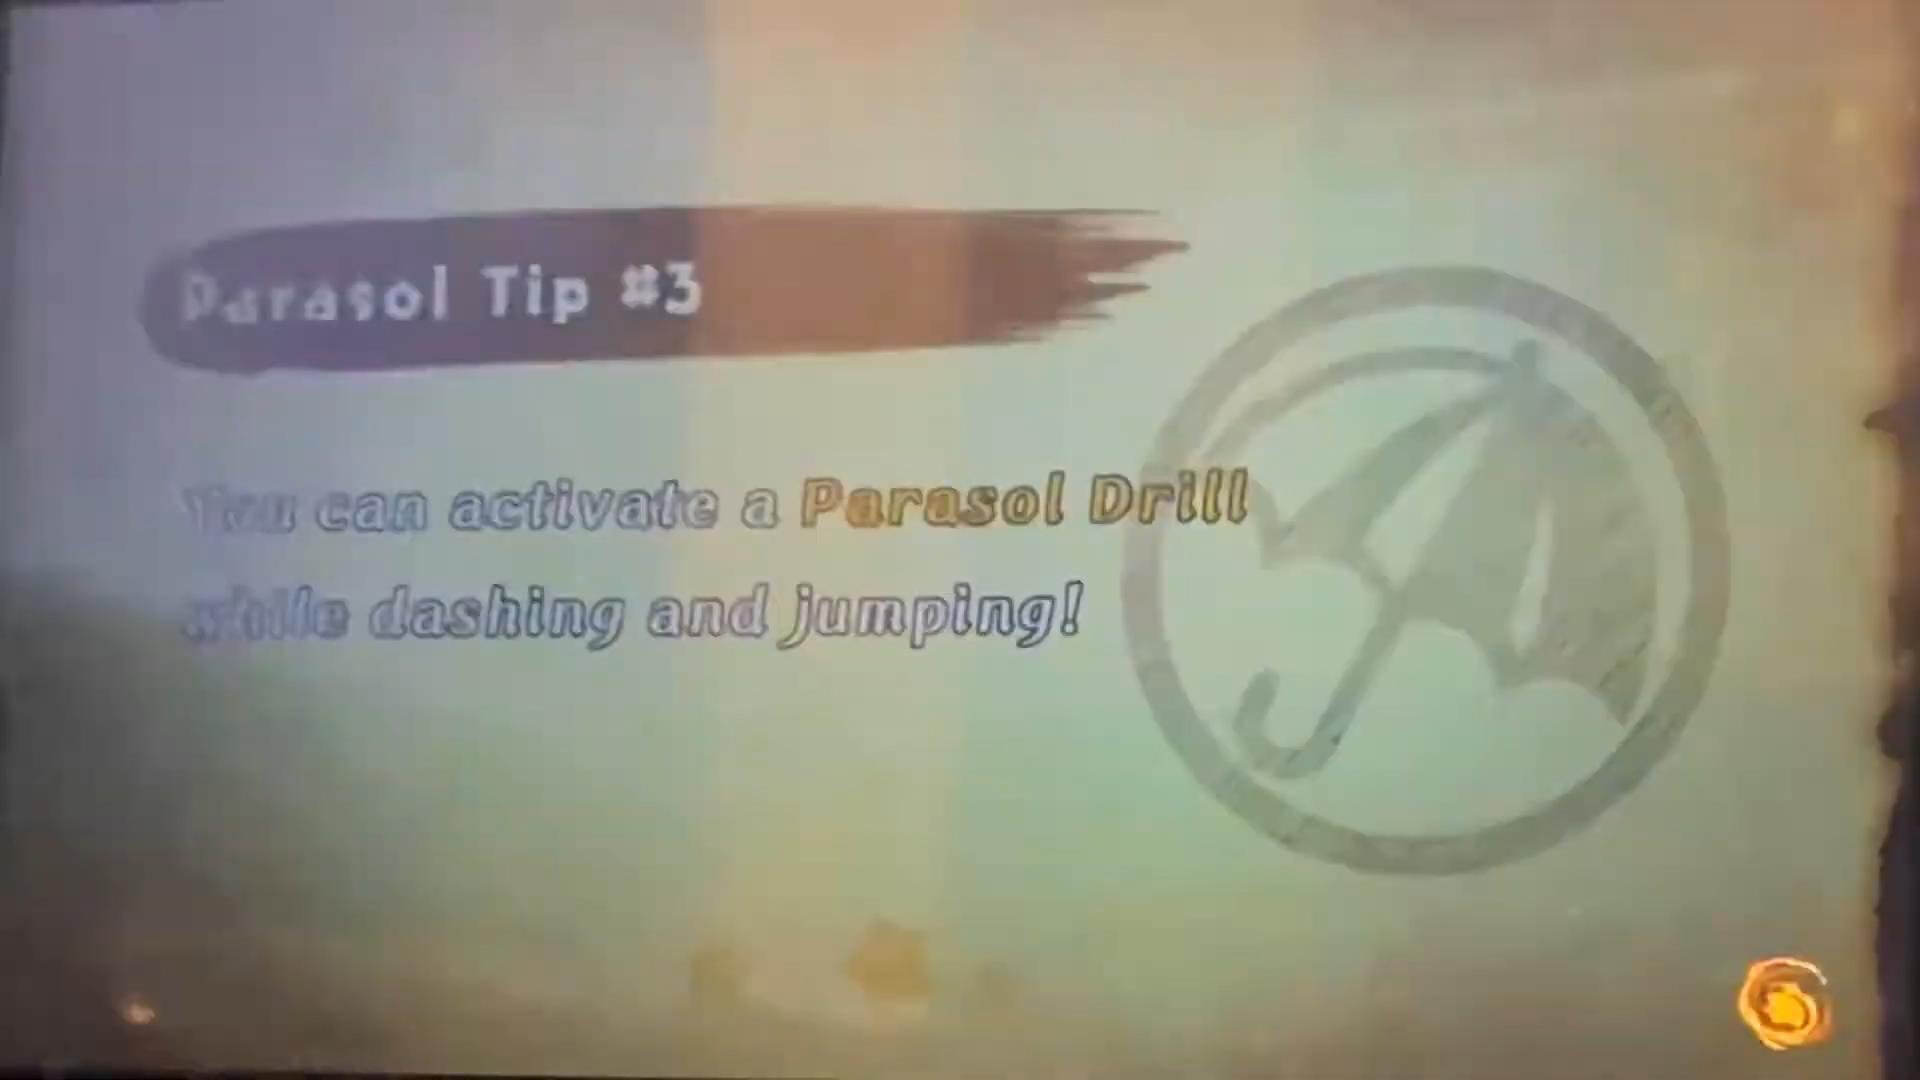 Parasol Tip #3
You can activate a Parasol Drill
while dashing and jumping!